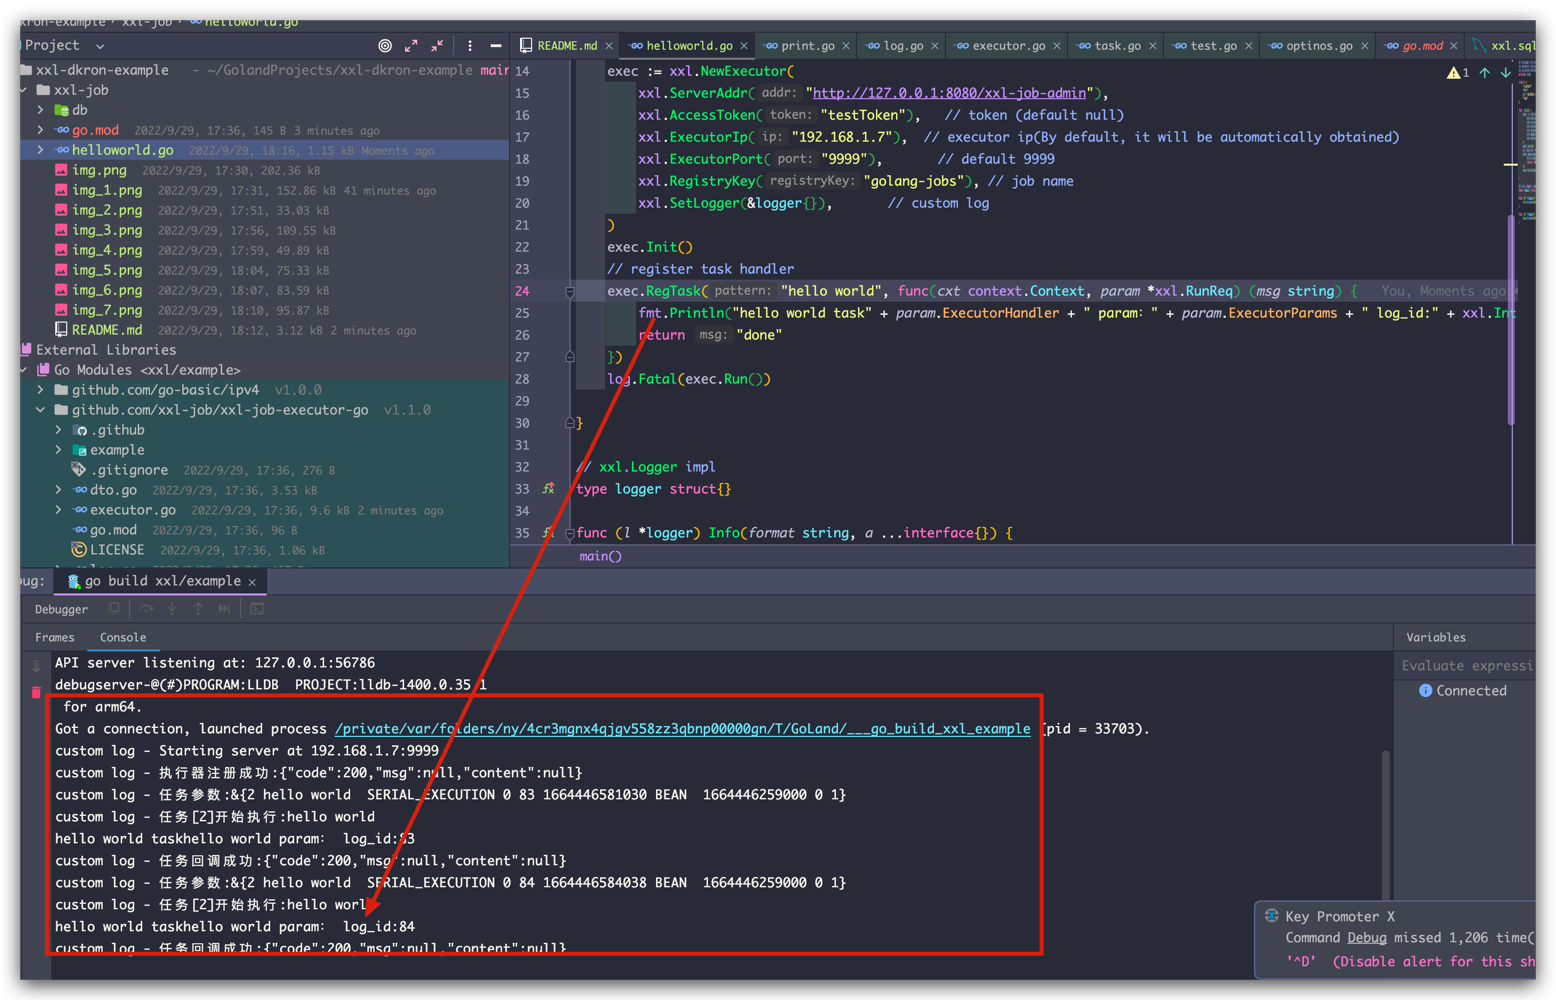 kron-example › xxl-job › helloworld.go
Project
README.md
helloworld.go
print.go
log.go
executor.go
task.go
test.go
optinos.go
go.mod
xxl.sql
xxl-dkron-example - ~/GolandProjects/xxl-dkron-example main
xxl-job
db
go.mod 2022/9/29, 17:36, 145 B 3 minutes ago
helloworld.go 2022/9/29, 18:16, 1.15 kB Moments ago
img.png 2022/9/29, 17:30, 202.36 kB
img_1.png 2022/9/29, 17:31, 152.86 kB 41 minutes ago
img_2.png 2022/9/29, 17:51, 33.03 kB
img_3.png 2022/9/29, 17:56, 109.55 kB
img_4.png 2022/9/29, 17:59, 49.89 kB
img_5.png 2022/9/29, 18:04, 75.33 kB
img_6.png 2022/9/29, 18:07, 83.59 kB
img_7.png 2022/9/29, 18:10, 95.87 kB
README.md 2022/9/29, 18:12, 3.12 kB 2 minutes ago
External Libraries
Go Modules <xxl/example>
github.com/go-basic/ipv4 v1.0.0
github.com/xxl-job/xxl-job-executor-go v1.1.0
.github
example
.gitignore 2022/9/29, 17:36, 276 B
dto.go 2022/9/29, 17:36, 3.53 kB
executor.go 2022/9/29, 17:36, 9.6 kB 2 minutes ago
go.mod 2022/9/29, 17:36, 96 B
LICENSE 2022/9/29, 17:36, 1.06 kB
14 exec := xxl.NewExecutor(
1
15 xxl.ServerAddr( addr: "http://127.0.0.1:8080/xxl-job-admin"),
16 xxl.AccessToken( token: "testToken"), // token (default null)
17 xxl.ExecutorIp( ip: "192.168.1.7"), // executor ip(By default, it will be automatically obtained)
18 xxl.ExecutorPort( port: "9999"), // default 9999
19 xxl.RegistryKey( registryKey: "golang-jobs"), // job name
20 xxl.SetLogger(&logger{}), // custom log
21 )
22 exec.Init()
23 // register task handler
24 exec.RegTask( pattern: "hello world", func(cxt context.Context, param *xxl.RunReq) (msg string) { You, Moments ago
25 fmt.Println("hello world task" + param.ExecutorHandler + " param: " + param.ExecutorParams + " log_id:" + xxl.Int
26 return msg: "done"
27 })
28 log.Fatal(exec.Run())
29
30 }
31
32 // xxl.Logger impl
33 type logger struct{}
34
35 func (l *logger) Info(format string, a ...interface{}) {
main()
ug: go build xxl/example
Debugger
Frames Console
Variables
API server listening at: 127.0.0.1:56786
debugserver-@(#)PROGRAM:LLDB PROJECT:lldb-1400.0.35.1
for arm64.
Got a connection, launched process /private/var/folders/ny/4cr3mgnx4qjgv558zz3qbnp00000gn/T/GoLand/___go_build_xxl_example (pid = 33703).
custom log - Starting server at 192.168.1.7:9999
custom log - 执行器注册成功:{"code":200,"msg":null,"content":null}
custom log - 任务参数:&{2 hello world SERIAL_EXECUTION 0 83 1664446581030 BEAN 1664446259000 0 1}
custom log - 任务[2]开始执行:hello world
hello world taskhello world param: log_id:83
custom log - 任务回调成功:{"code":200,"msg":null,"content":null}
custom log - 任务参数:&{2 hello world SERIAL_EXECUTION 0 84 1664446584038 BEAN 1664446259000 0 1}
custom log - 任务[2]开始执行:hello world
hello world taskhello world param: log_id:84
custom log - 任务回调成功:{"code":200,"msg":null,"content":null}
Evaluate expressi
Connected
Key Promoter X
Command Debug missed 1,206 time(
'^D' (Disable alert for this sh